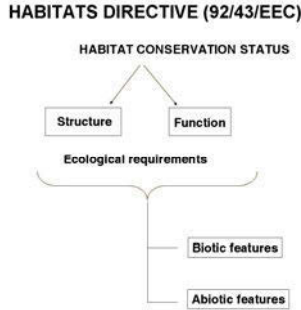 HABITATS DIRECTIVE (92/43/EEC)
HABITAT CONSERVATION STATUS
Structure
Function
Ecological requirements
Biotic features
Abiotic features